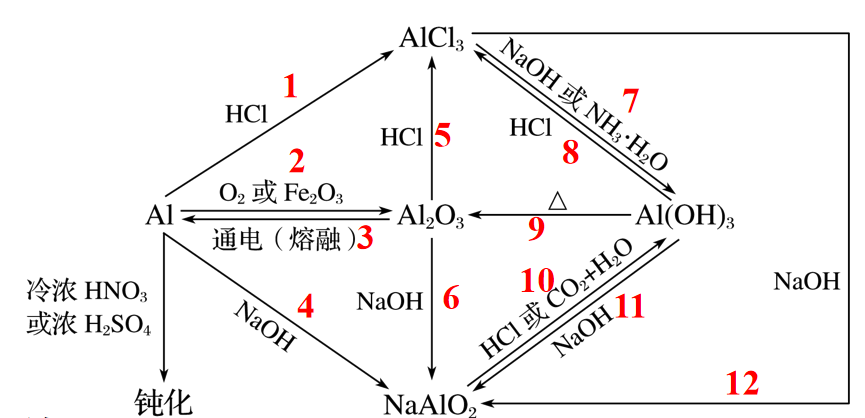 AlCl₃
1
HCl
NaOH 或 NH₃·H₂O
7
HCl
5
HCl
8
2
O₂ 或 Fe₂O₃
Al
Al₂O₃
△
Al(OH)₃
通电（熔融）
3
9
冷浓 HNO₃
或浓 H₂SO₄
NaOH
4
NaOH
6
10
HCl 或 CO₂+H₂O
NaOH
11
NaOH
12
钝化
NaAlO₂